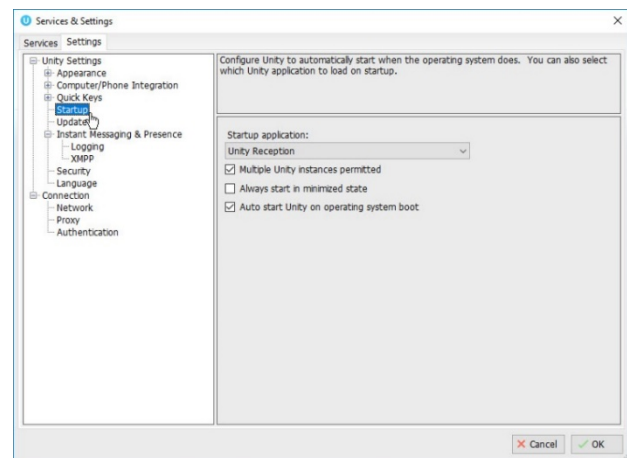 Services & Settings
Services Settings
Unity Settings
Appearance
Computer/Phone Integration
Quick Keys
Startup
Update
Instant Messaging & Presence
Logging
XMPP
Security
Language
Connection
Network
Proxy
Authentication
Configure Unity to automatically start when the operating system does. You can also select
which Unity application to load on startup.
Startup application:
Unity Reception
Multiple Unity instances permitted
Always start in minimized state
Auto start Unity on operating system boot
Cancel OK